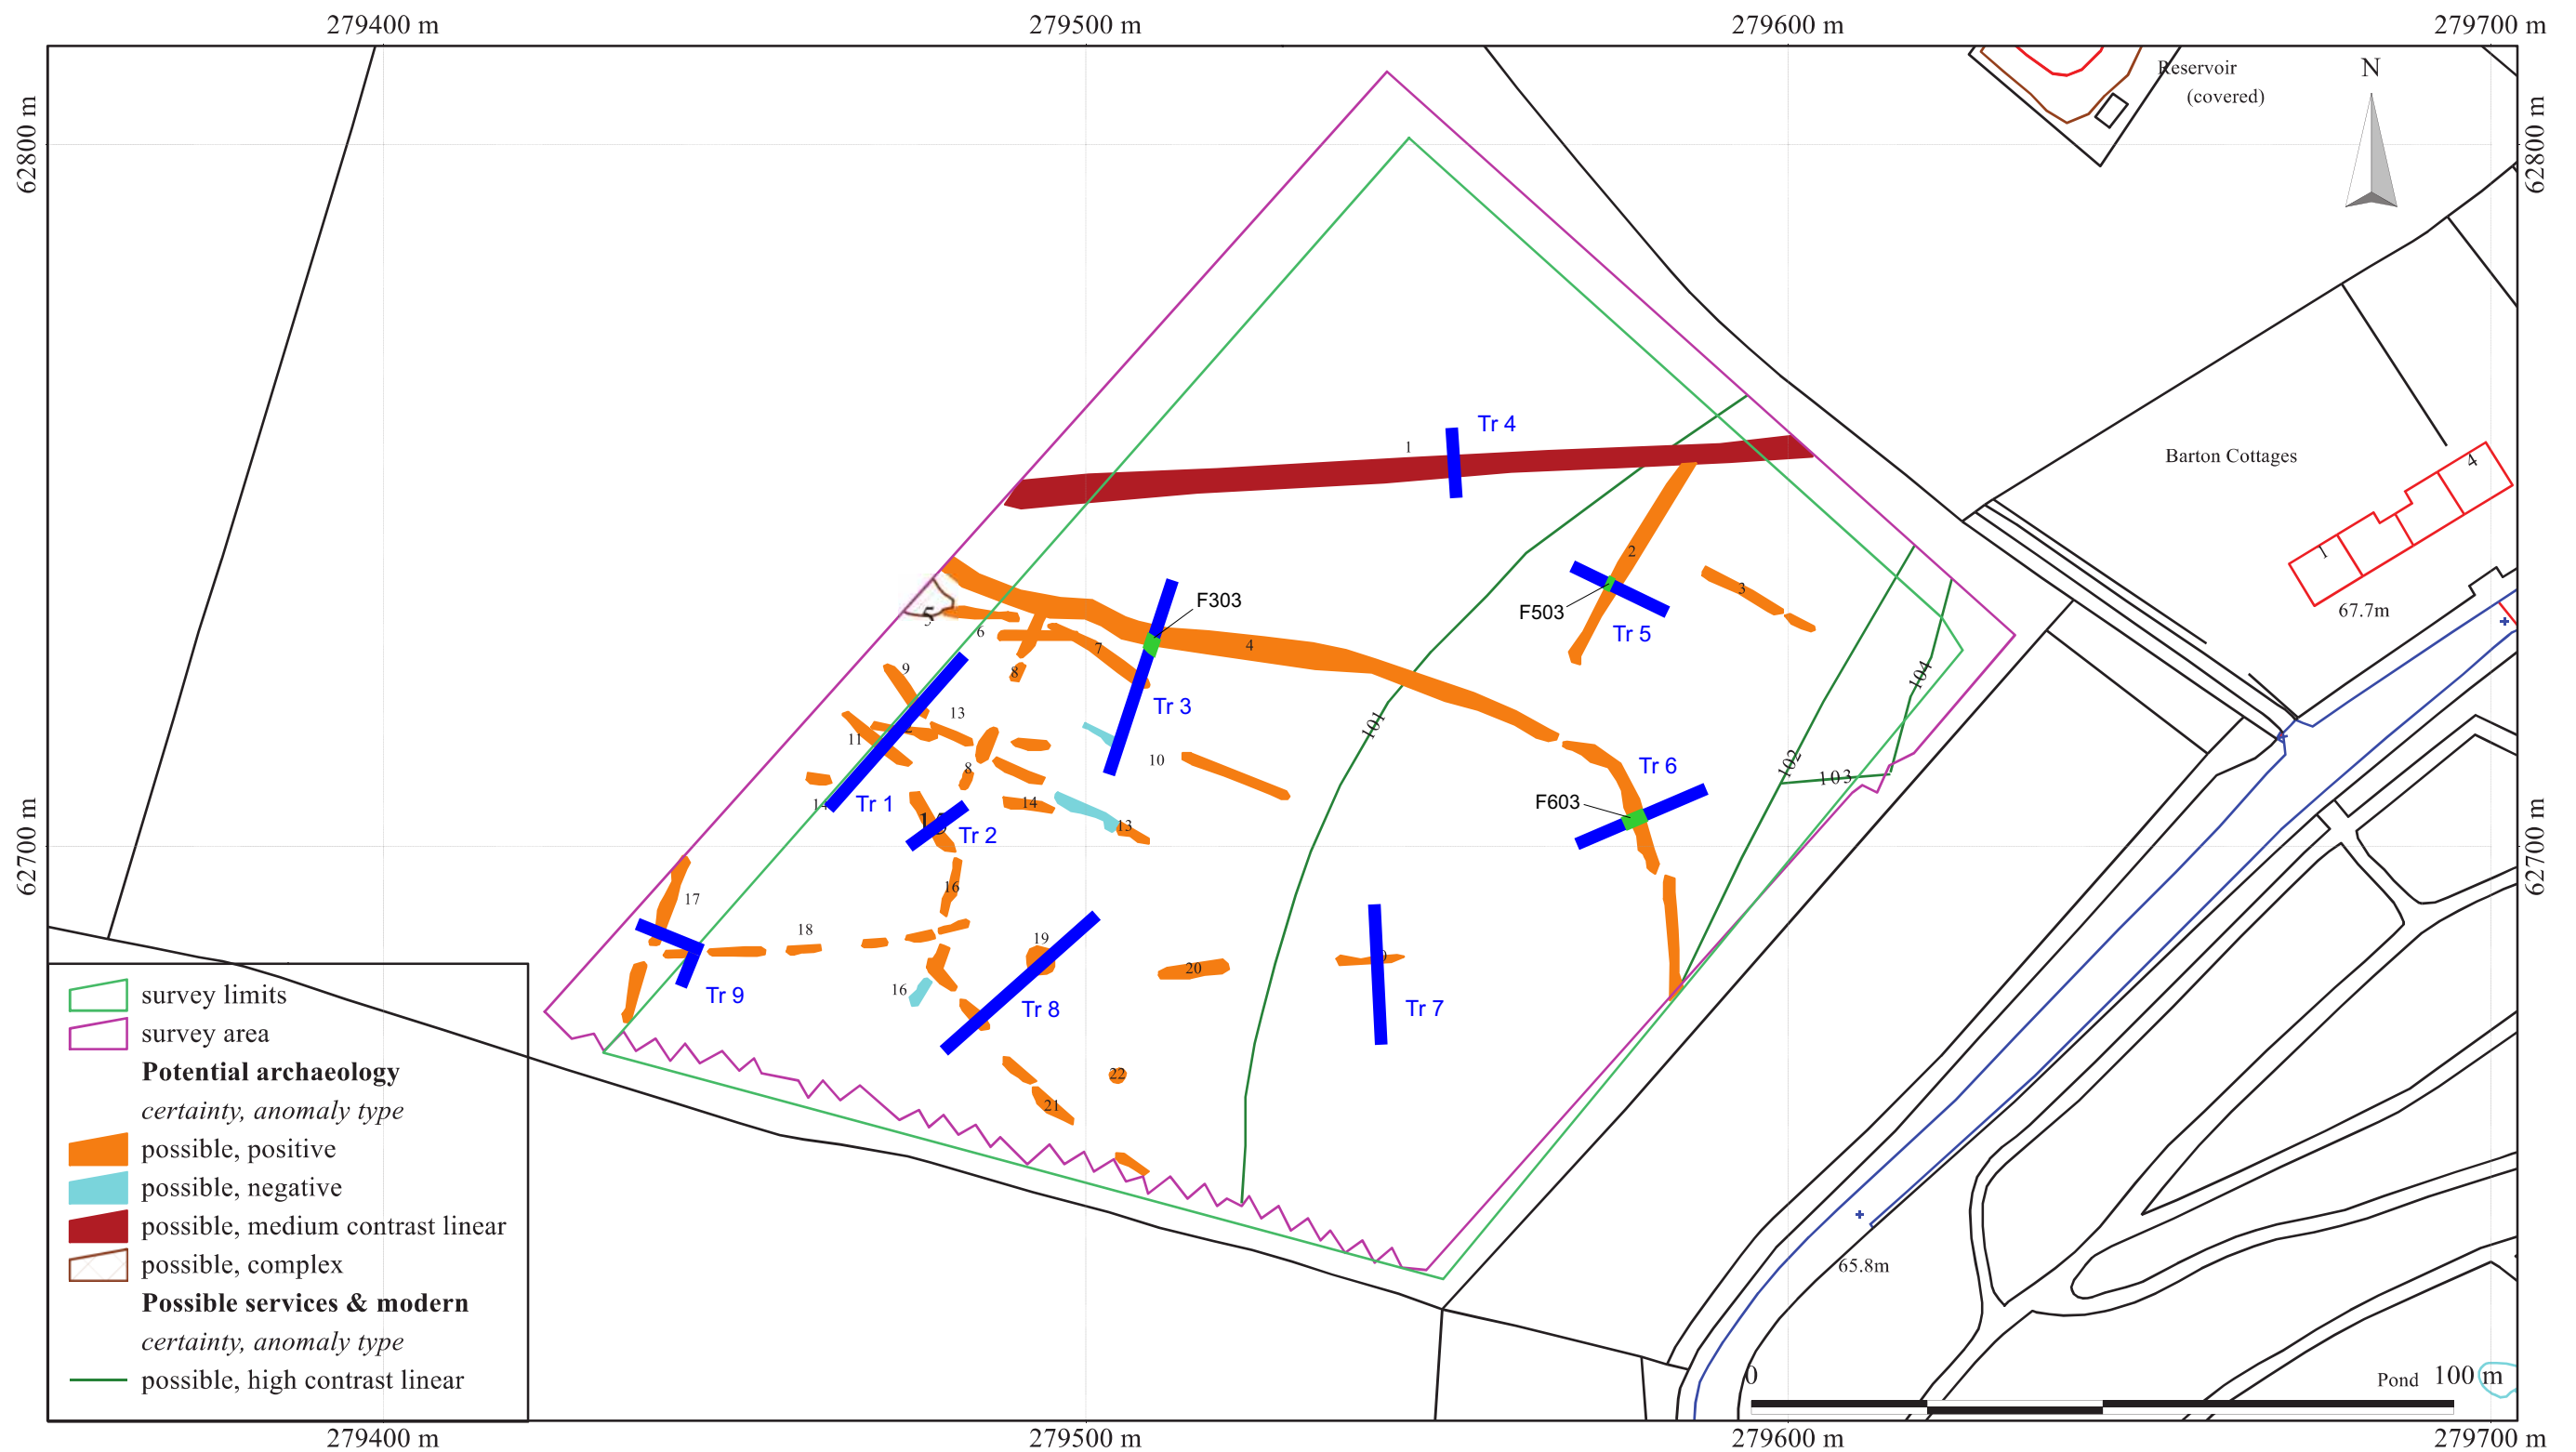 279400 m
279500 m
279600 m
279700 m
62800 m
62800 m
Reservoir
(covered)
N
Barton Cottages
4
1
67.7m
1
Tr 4
2
3
F303
F503
Tr 5
5
6
7
4
8
9
Tr 3
104
13
11
101
10
Tr 6
102
103
8
F603
14
Tr 1
14
13
15
Tr 2
62700 m
62700 m
16
17
18
19
20
Tr 9
16
Tr 8
Tr 7
22
21
survey limits
survey area
Potential archaeology
certainty, anomaly type
possible, positive
possible, negative
possible, medium contrast linear
possible, complex
Possible services & modern
certainty, anomaly type
possible, high contrast linear
65.8m
Pond
0
100 m
279400 m
279500 m
279600 m
279700 m